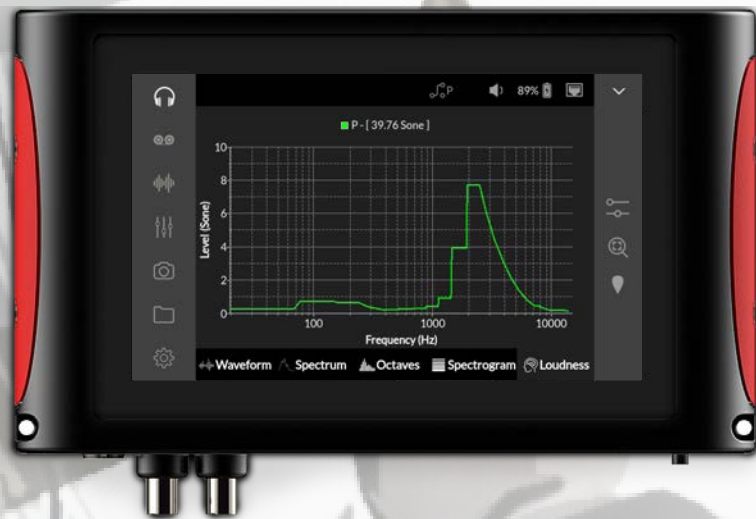 P
89%
P - [ 39.76 Sone ]
10
8
6
4
2
0
Level (Sone)
100
1000
10000
Frequency (Hz)
Waveform Spectrum Octaves Spectrogram Loudness